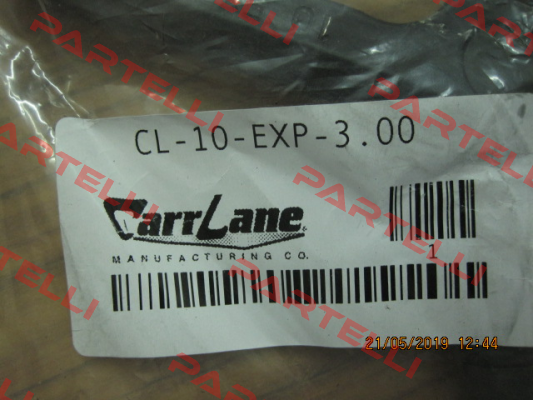 CL-10-EXP-3.00
CarrLane
MANUFACTURING CO.
1
21/05/2019 12:44
PARTELLI
PARTELLI
PARTELLI
PARTELLI
PARTELLI
PARTELLI
PARTELLI